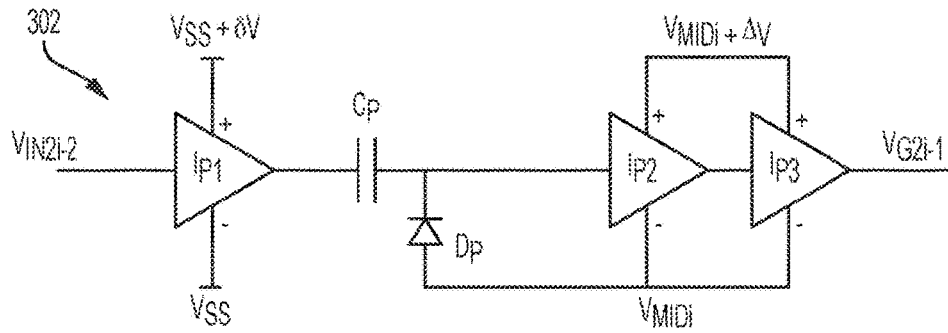 302
VSS + δV
VMIDi + ΔV
CP
VIN2i-2
+
IP1
-
+
IP2
-
+
IP3
-
VG2i-1
DP
VSS
VMIDi